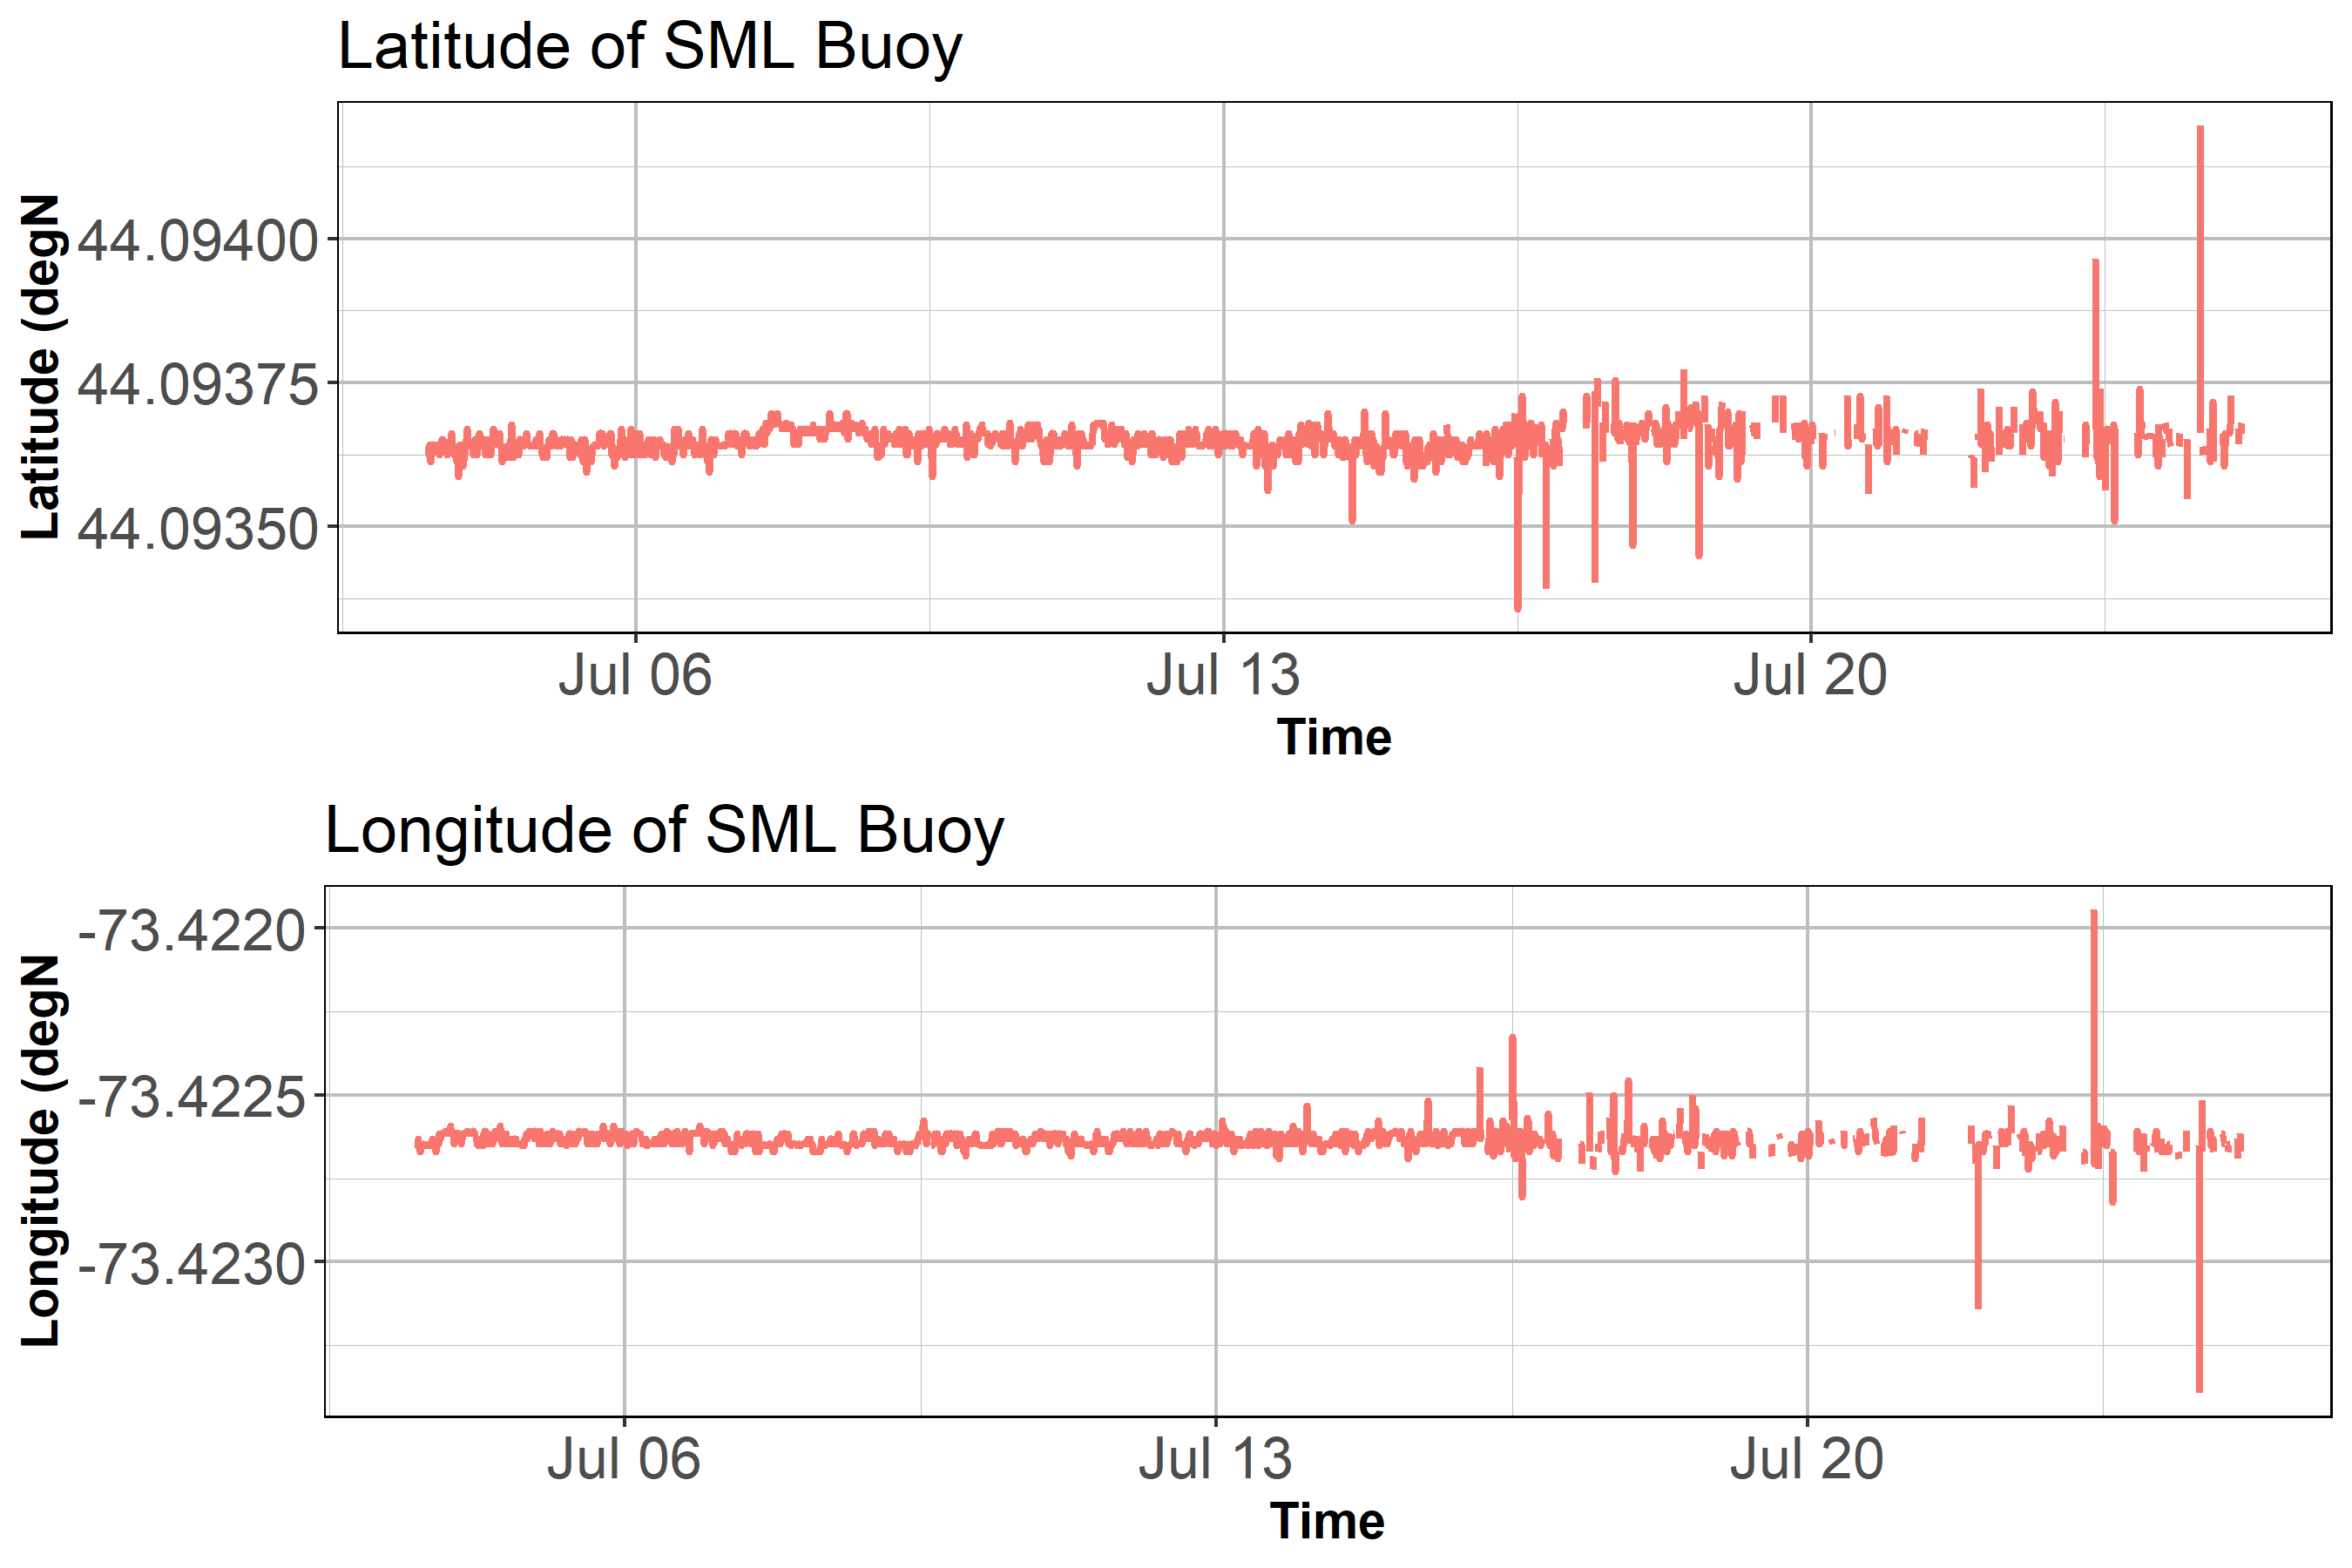 Latitude of SML Buoy
Latitude (degN
44.09400
44.09375
44.09350
Jul 06 Jul 13 Jul 20
Time
Longitude of SML Buoy
Longitude (degN
-73.4220
-73.4225
-73.4230
Jul 06 Jul 13 Jul 20
Time